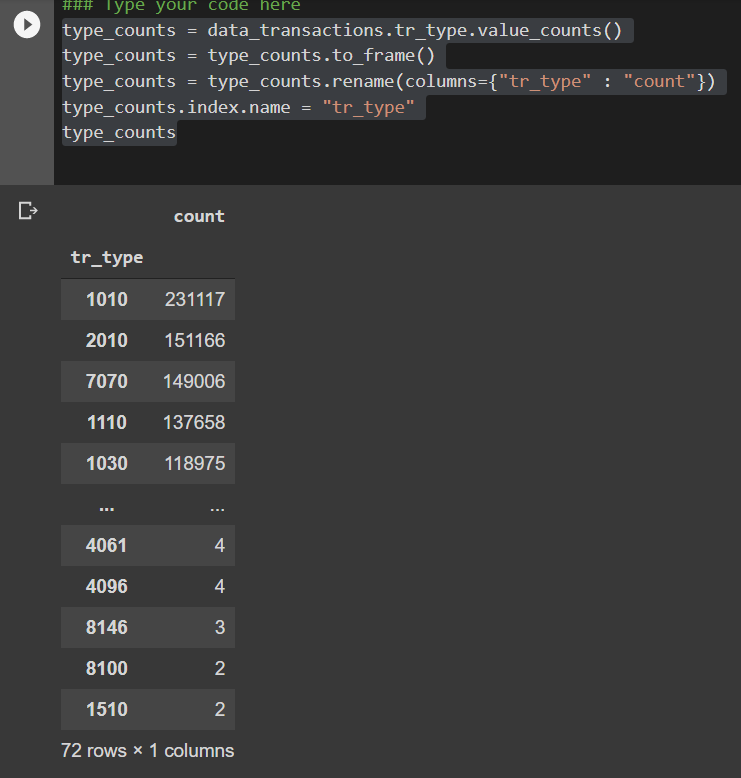 ### Type your code here
type_counts = data_transactions.tr_type.value_counts()
type_counts = type_counts.to_frame()
type_counts = type_counts.rename(columns={"tr_type" : "count"})
type_counts.index.name = "tr_type"
type_counts
count
tr_type
1010 231117
2010 151166
7070 149006
1110 137658
1030 118975
... ...
4061 4
4096 4
8146 3
8100 2
1510 2
72 rows × 1 columns